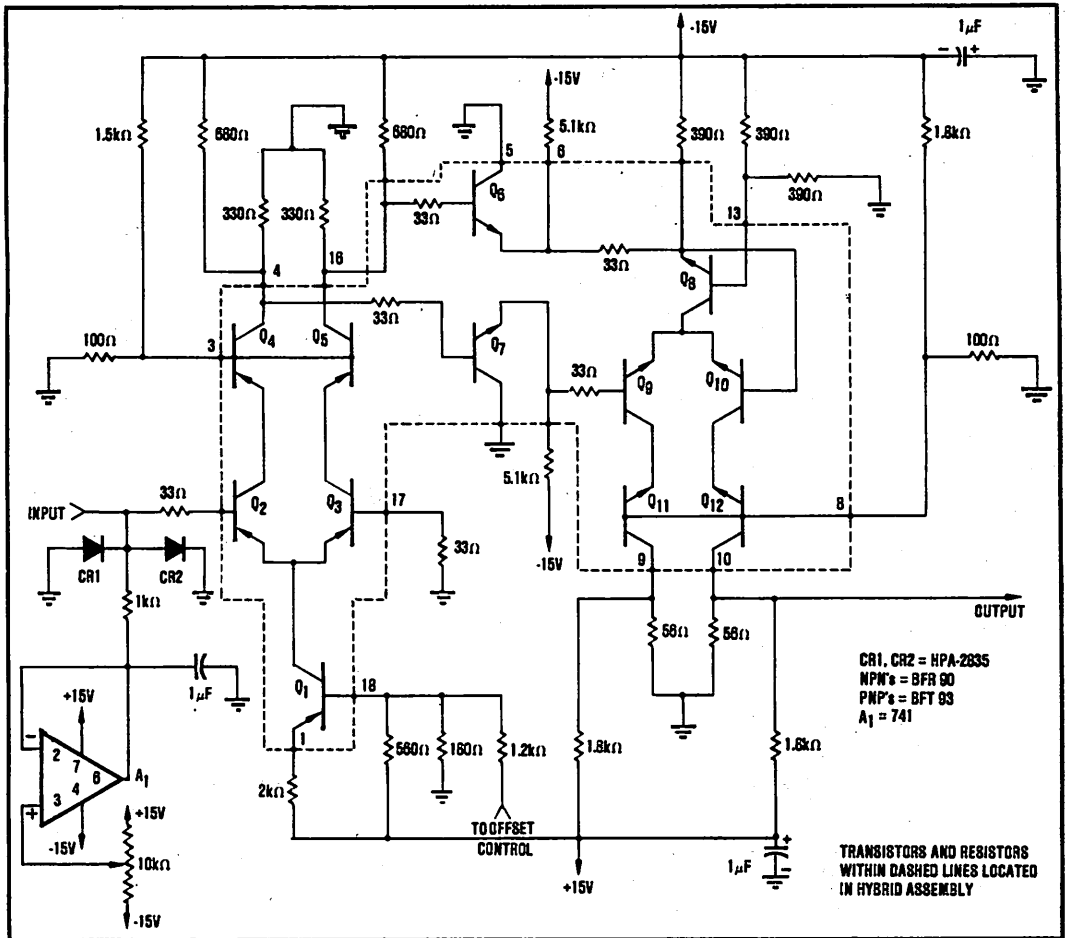 -15V
1μF
- +
-15V
1.5kΩ
680Ω
680Ω
5.1kΩ
390Ω
390Ω
1.8kΩ
5
6
390Ω
Q6
330Ω
330Ω
33Ω
13
16
33Ω
4
Q8
33Ω
100Ω
3
Q4
Q5
Q7
100Ω
33Ω
Q9
Q10
5.1kΩ
33Ω
INPUT
Q2
Q3
17
Q11
Q12
8
33Ω
CR1
CR2
-15V
9
10
1kΩ
OUTPUT
56Ω
56Ω
CR1, CR2 = HPA-2835
NPN's = BFR 90
PNP's = BFT 93
A1 = 741
1μF
Q1
18
+15V
1
560Ω
160Ω
1.2kΩ
1.8kΩ
1.6kΩ
-
2
7
6
A1
2kΩ
4
3
+
+15V
TO OFFSET
CONTROL
-15V
10kΩ
+
1μF
-
+15V
-15V
TRANSISTORS AND RESISTORS
WITHIN DASHED LINES LOCATED
IN HYBRID ASSEMBLY